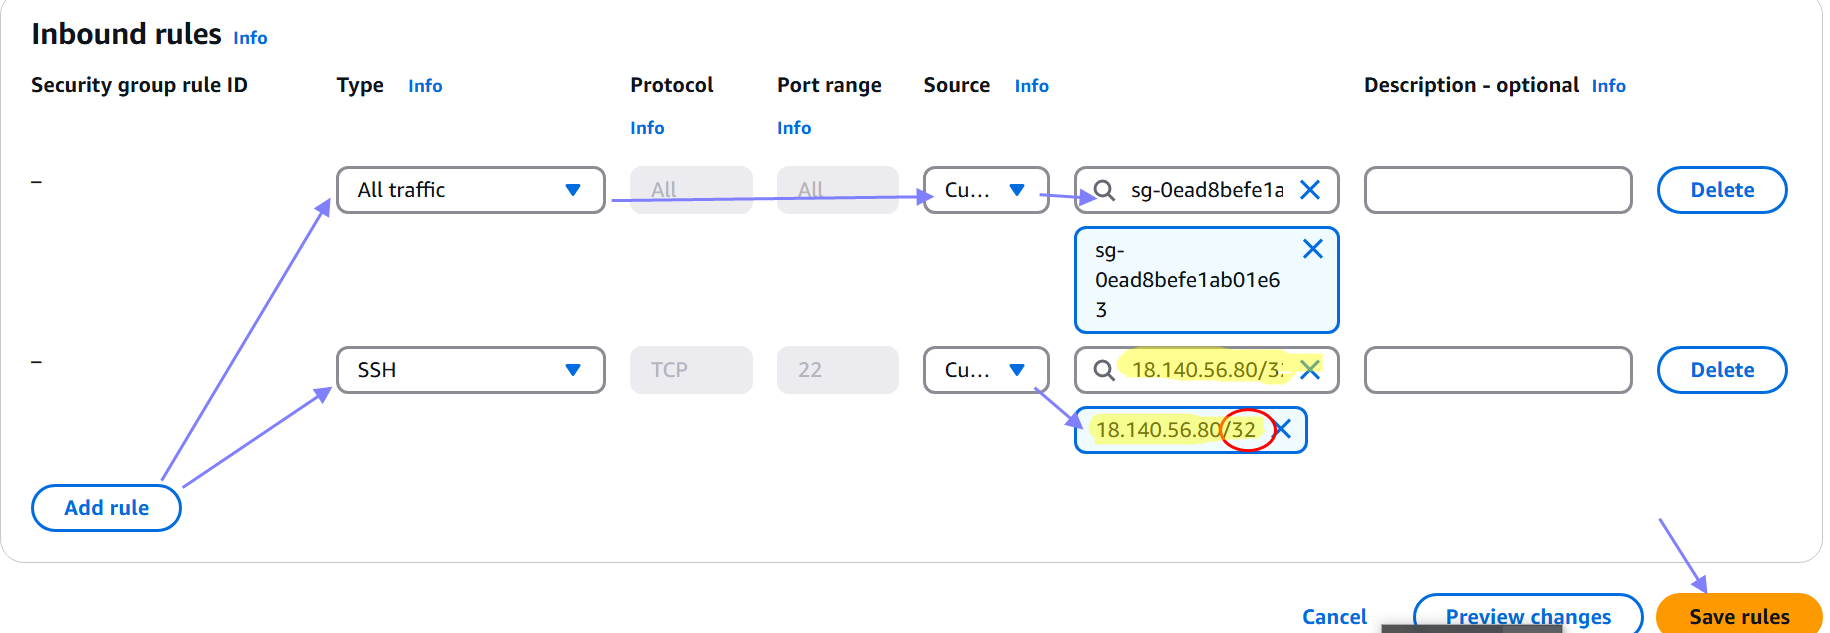 Inbound rules Info
Security group rule ID Type Info Protocol Info Port range Info Source Info Description - optional Info
– All traffic All All Cu... sg-0ead8befe1a Delete
sg-
0ead8befe1ab01e6
3
– SSH TCP 22 Cu... 18.140.56.80/3 Delete
18.140.56.80/32
Add rule
Cancel Preview changes Save rules